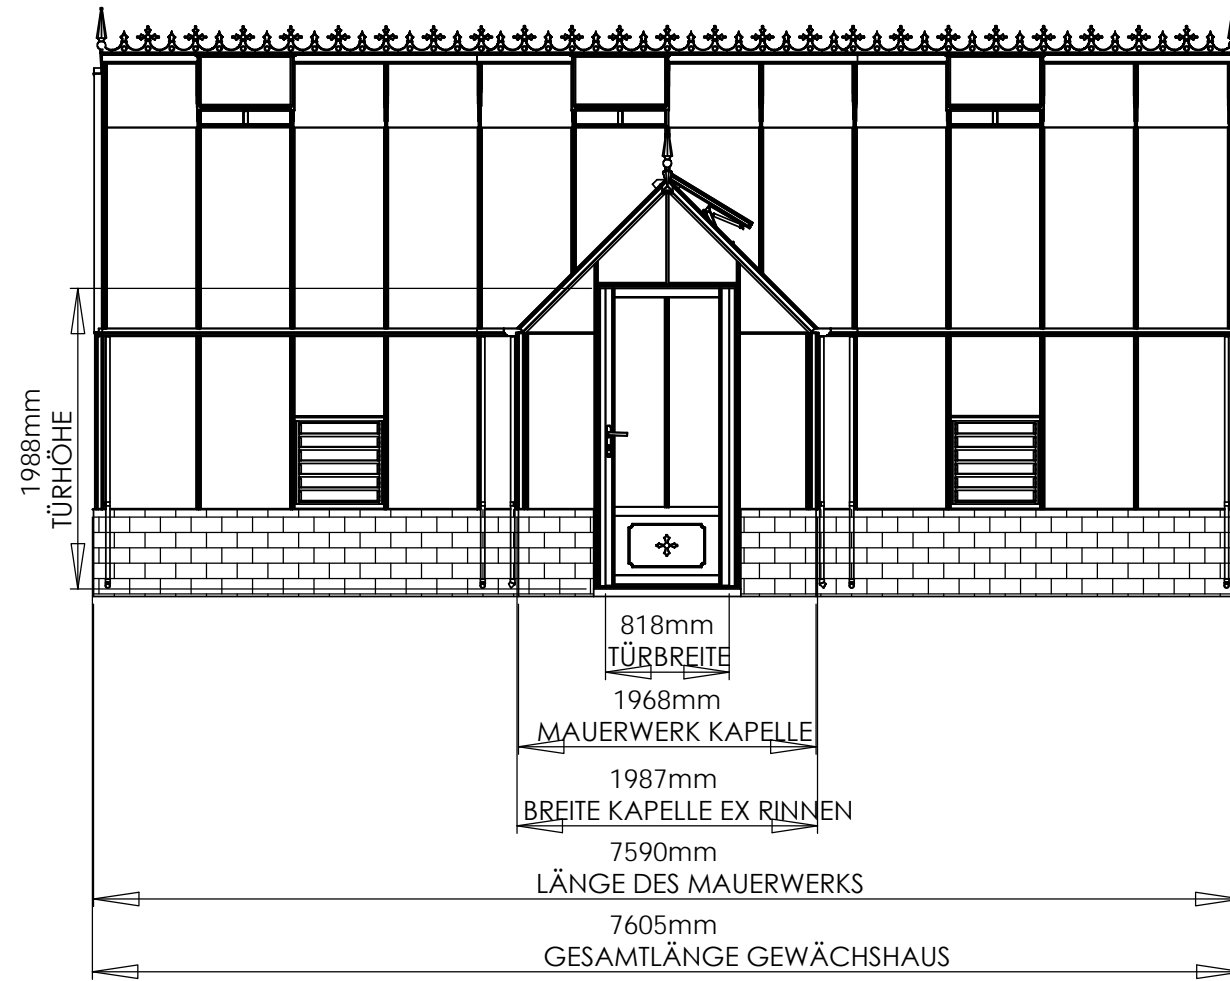 1988mm
TÜRHÖHE
818mm
TÜRBREITE
1968mm
MAUERWERK KAPELLE
1987mm
BREITE KAPELLE EX RINNEN
7590mm
LÄNGE DES MAUERWERKS
7605mm
GESAMTLÄNGE GEWÄCHSHAUS